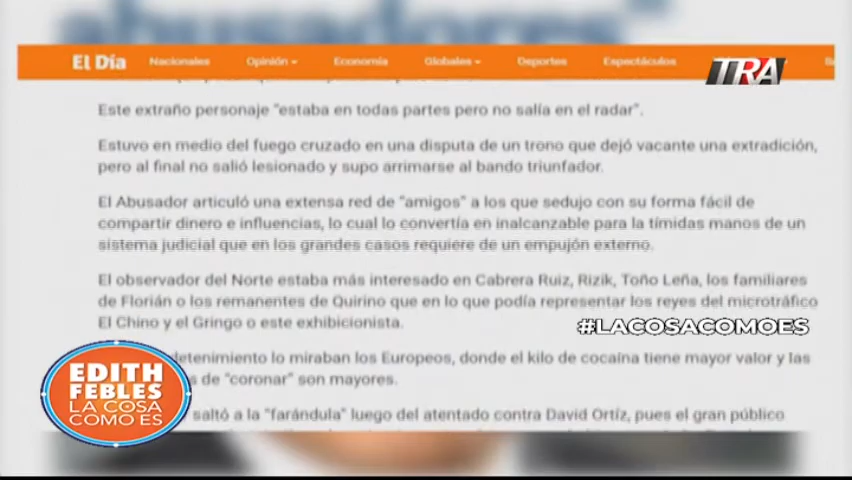 abusadores"
El Día Nacionales Opinión Economía Globales Deportes Espectáculos
TRA
Este extraño personaje "estaba en todas partes pero no salía en el radar".
Estuvo en medio del fuego cruzado en una disputa de un trono que dejó vacante una extradición,
pero al final no salió lesionado y supo arrimarse al bando triunfador.
El Abusador articuló una extensa red de "amigos" a los que sedujo con su forma fácil de
compartir dinero e influencias, lo cual lo convertía en inalcanzable para la tímidas manos de un
sistema judicial que en los grandes casos requiere de un empujón externo.
El observador del Norte estaba más interesado en Cabrera Ruiz, Rizik, Toño Leña, los familiares
de Florián o los remanentes de Quirino que en lo que podía representar los reyes del microtráfico
El Chino y el Gringo o este exhibicionista.
#LACOSACOMOES
detenimiento lo miraban los Europeos, donde el kilo de cocaína tiene mayor valor y las
de "coronar" son mayores.
saltó a la "farándula" luego del atentado contra David Ortíz, pues el gran público
EDITH
FEBLES
LA COSA
COMO ES